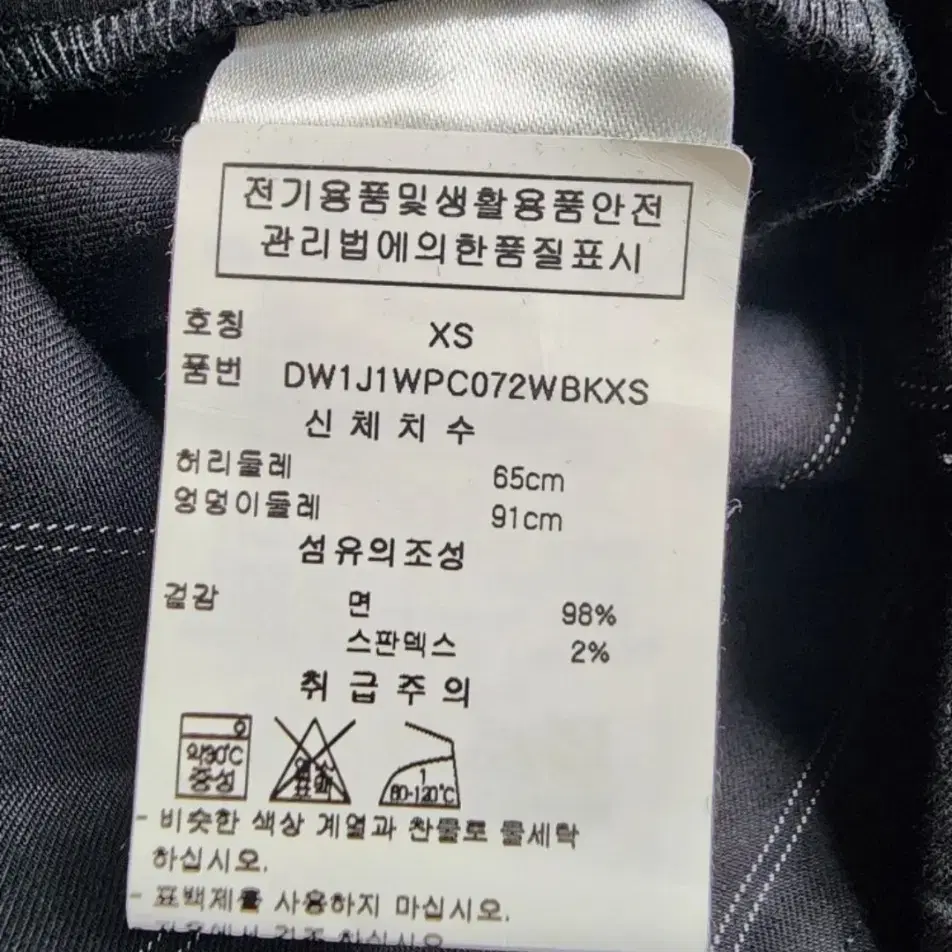 전기용품및생활용품안전
관리법에의한품질표시
호칭 XS
품번 DW1J1WPC072WBKXS
신 체 치 수
허리둘레 65cm
엉덩이둘레 91cm
섬유의조성
겉감 면 98%
스판덱스 2%
취 급 주 의
약30℃
중성
1
80-120℃
- 비슷한 색상 계열과 찬물로 물세탁
하십시오.
- 표백제를 사용하지 마십시오.